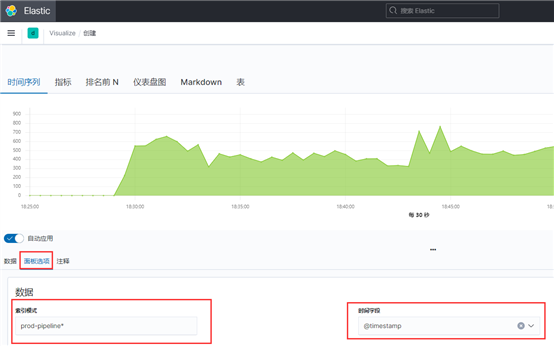 Elastic
搜索 Elastic
d
Visualize / 创建
时间序列 指标 排名前 N 仪表盘图 Markdown 表
900
800
700
600
500
400
300
200
100
0
18:25:00 18:30:00 18:35:00 18:40:00 18:45:00
每 30 秒
自动应用
数据 面板选项 注释
数据
索引模式 时间字段
prod-pipeline* @timestamp